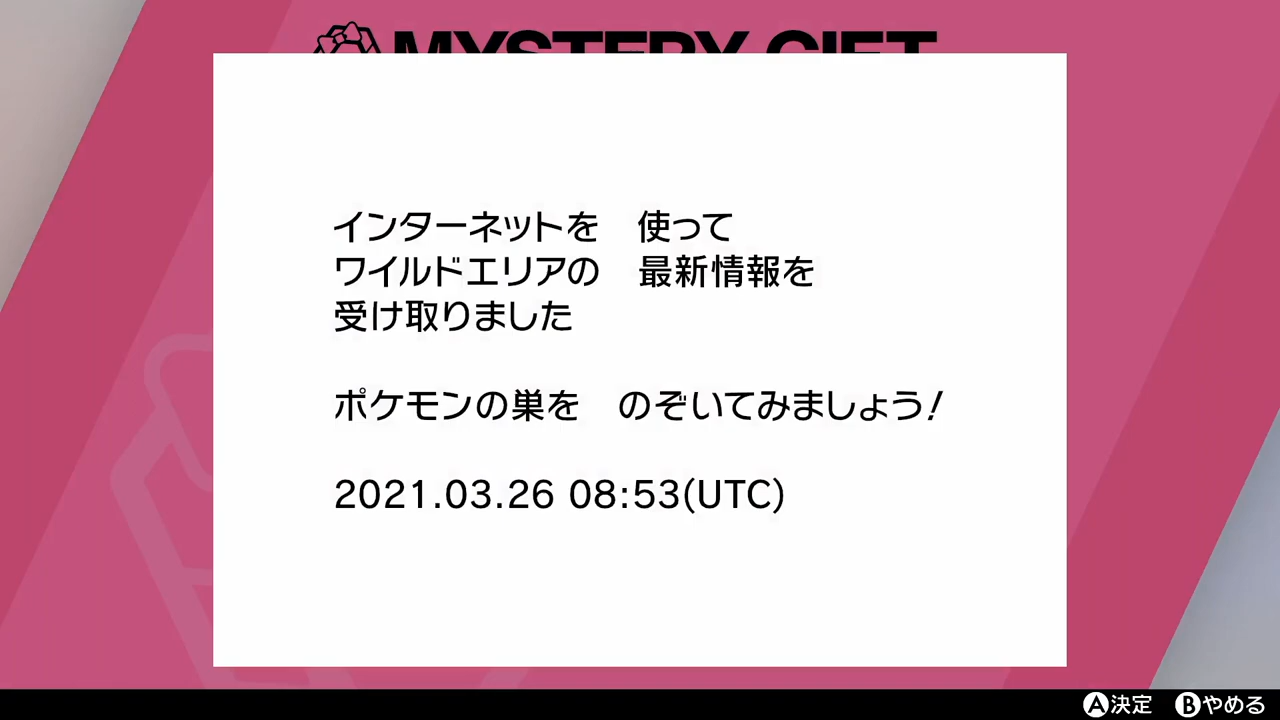 MYSTERY GIFT
インターネットを　使って
ワイルドエリアの　最新情報を
受け取りました
ポケモンの巣を　のぞいてみましょう！
2021.03.26 08:53(UTC)
A決定 Bやめる